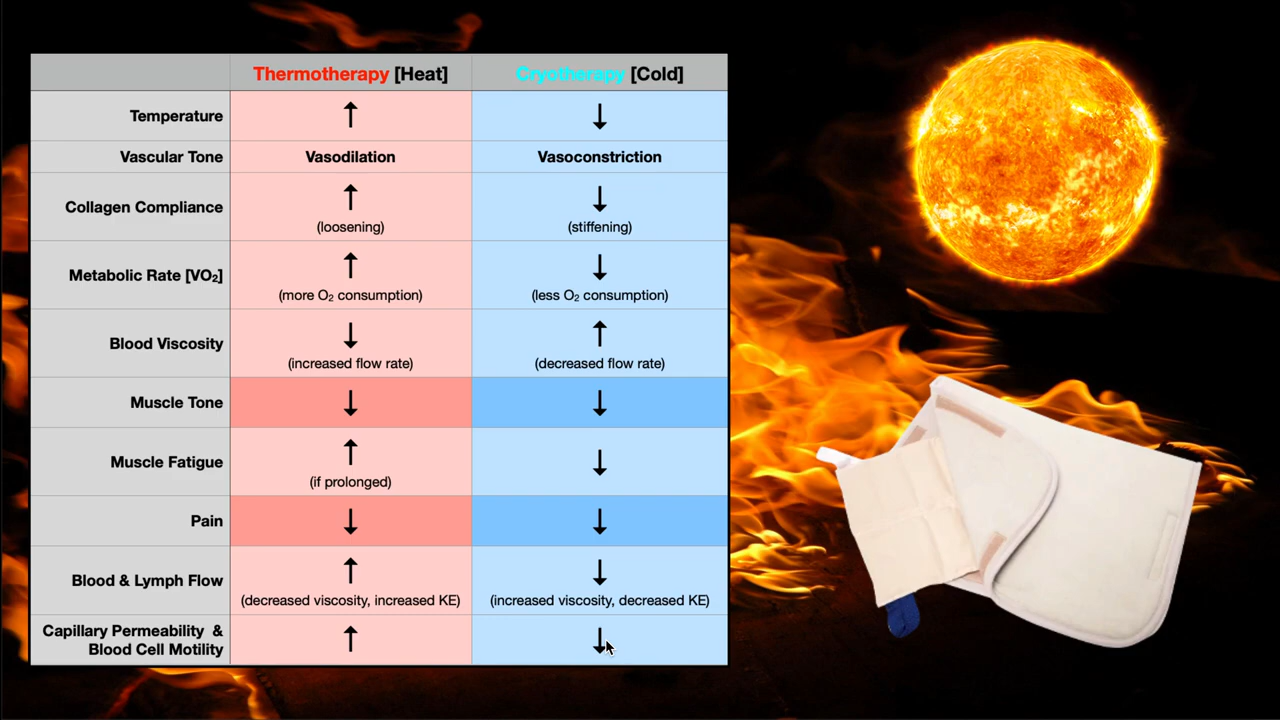 Thermotherapy [Heat] Cryotherapy [Cold]
Temperature ↑ ↓
Vascular Tone Vasodilation Vasoconstriction
Collagen Compliance ↑ ↓
(loosening) (stiffening)
Metabolic Rate [VO₂] ↑ ↓
(more O₂ consumption) (less O₂ consumption)
Blood Viscosity ↓ ↑
(increased flow rate) (decreased flow rate)
Muscle Tone ↓ ↓
Muscle Fatigue ↑ ↓
(if prolonged)
Pain ↓ ↓
Blood & Lymph Flow ↑ ↓
(decreased viscosity, increased KE) (increased viscosity, decreased KE)
Capillary Permeability &
Blood Cell Motility ↑ ↓